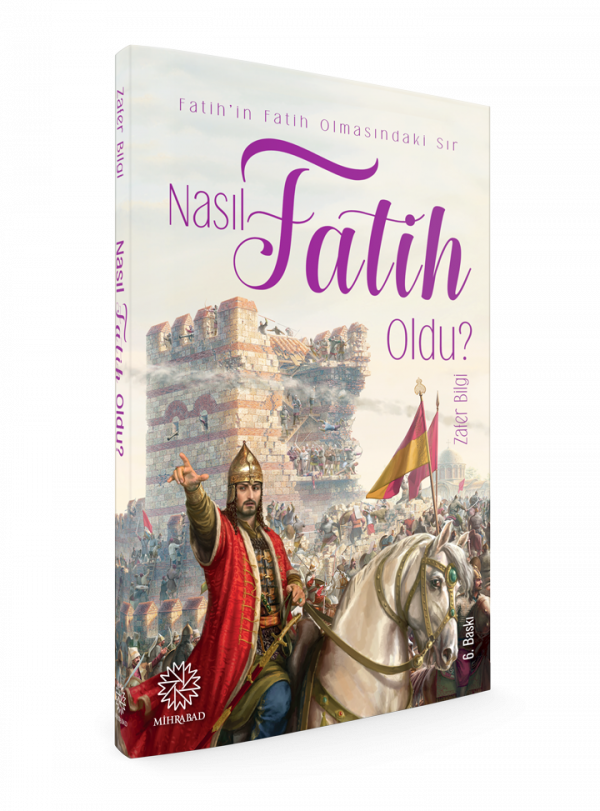 Fatih'in Fatih Olmasındaki Sır
Nasıl
Fatih
Oldu?
Zafer Bilgi
6. Baskı
MİHRABAD
Zafer Bilgi
Nasıl Fatih Oldu?